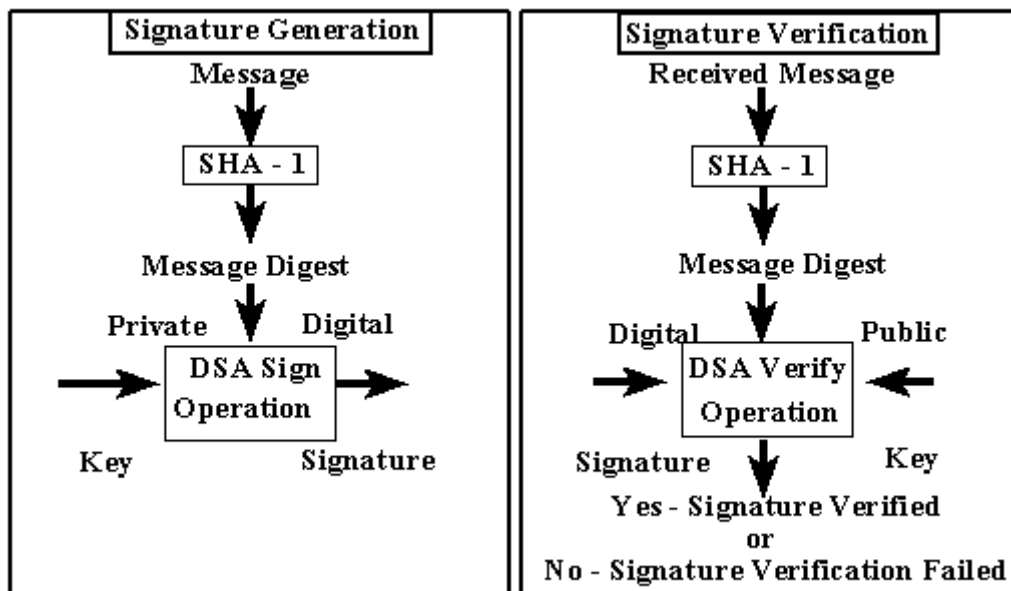 Signature Generation
Message
SHA - 1
Message Digest
Private
Digital
DSA Sign
Operation
Key
Signature
Signature Verification
Received Message
SHA - 1
Message Digest
Digital
Public
DSA Verify
Operation
Signature
Key
Yes - Signature Verified
or
No - Signature Verification Failed